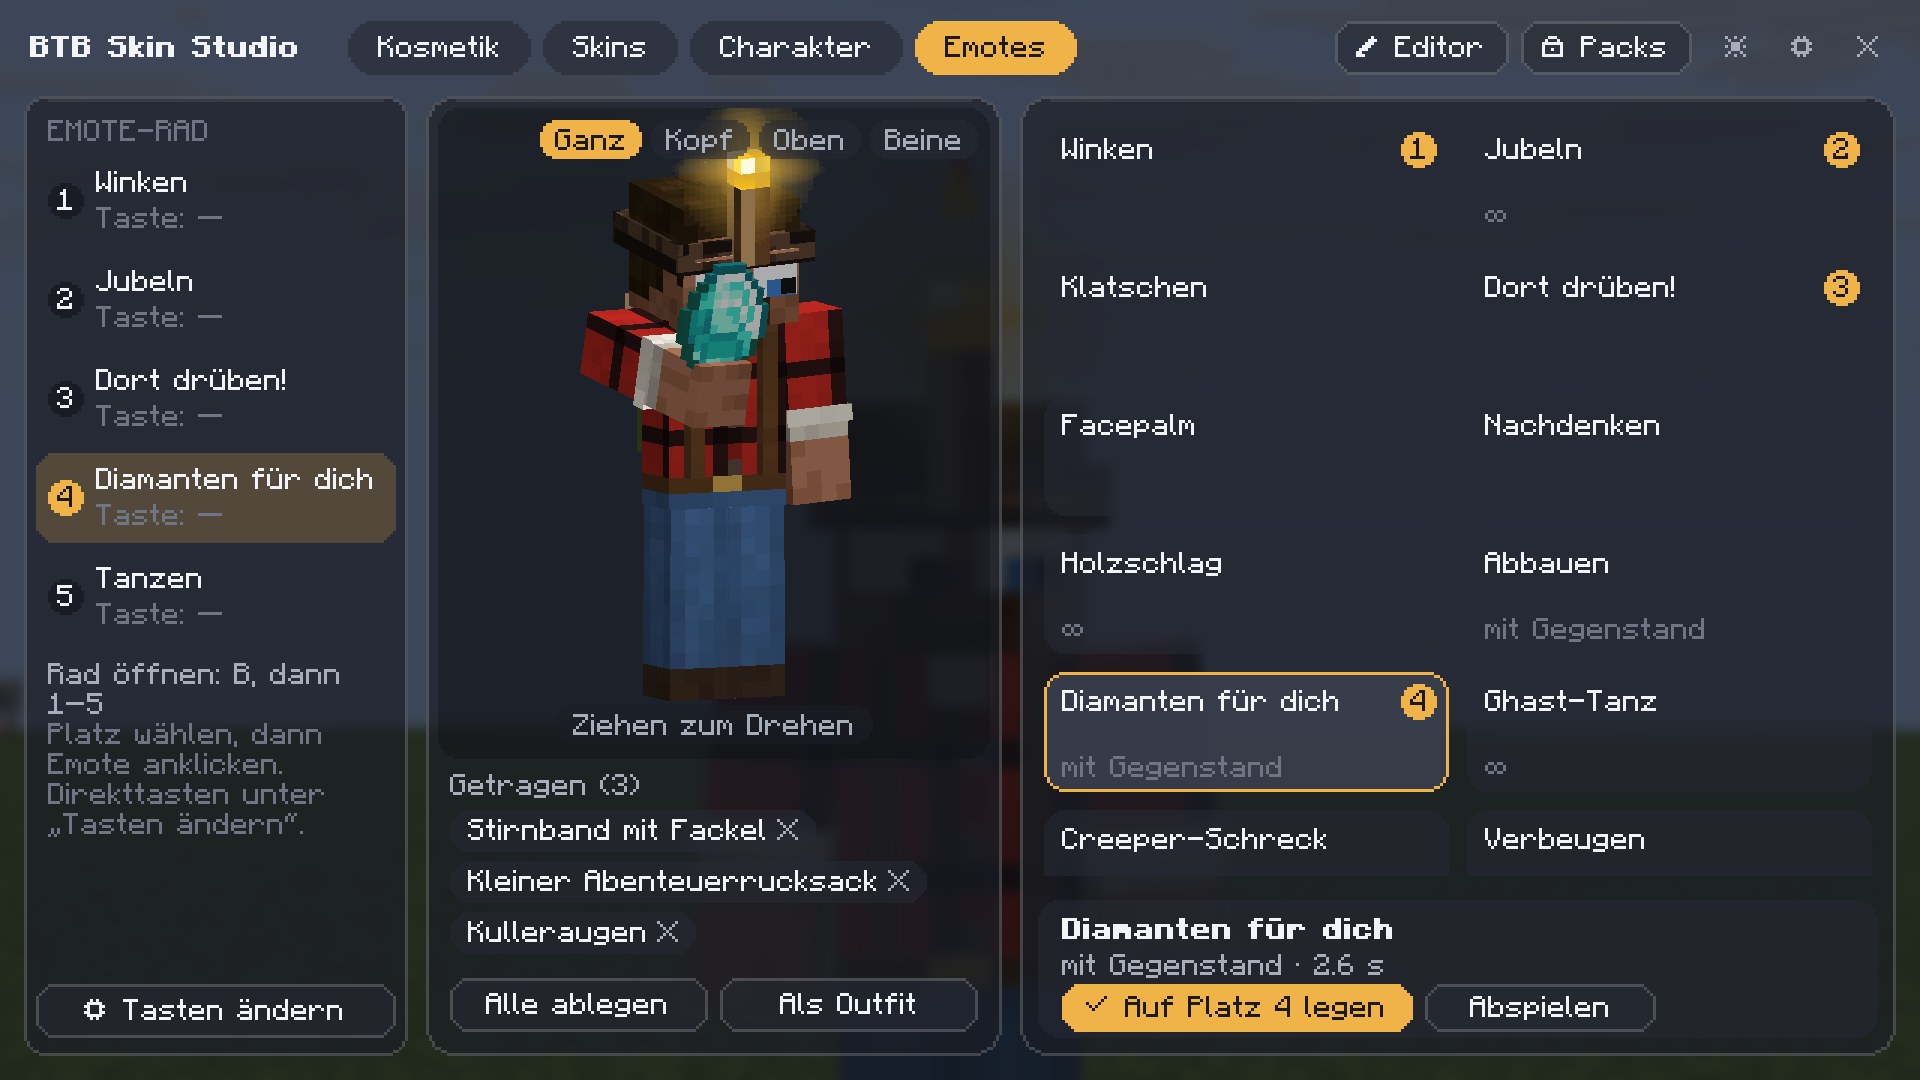 BTB Skin Studio
Kosmetik
Skins
Charakter
Emotes
Editor
Packs
EMOTE-RAD
1
Winken
Taste: —
2
Jubeln
Taste: —
3
Dort drüben!
Taste: —
4
Diamanten für dich
Taste: —
5
Tanzen
Taste: —
Rad öffnen: B, dann
1–5
Platz wählen, dann
Emote anklicken.
Direkttasten unter
„Tasten ändern“.
Tasten ändern
Ganz
Kopf
Oben
Beine
Ziehen zum Drehen
Getragen (3)
Stirnband mit Fackel
Kleiner Abenteuerrucksack
Kulleraugen
Alle ablegen
Als Outfit
Winken 1
Jubeln 2
∞
Klatschen
Dort drüben! 3
Facepalm
Nachdenken
Holzschlag
∞
Abbauen
mit Gegenstand
Diamanten für dich 4
mit Gegenstand
Ghast-Tanz
∞
Creeper-Schreck
Verbeugen
Diamanten für dich
mit Gegenstand · 2.6 s
Auf Platz 4 legen
Abspielen